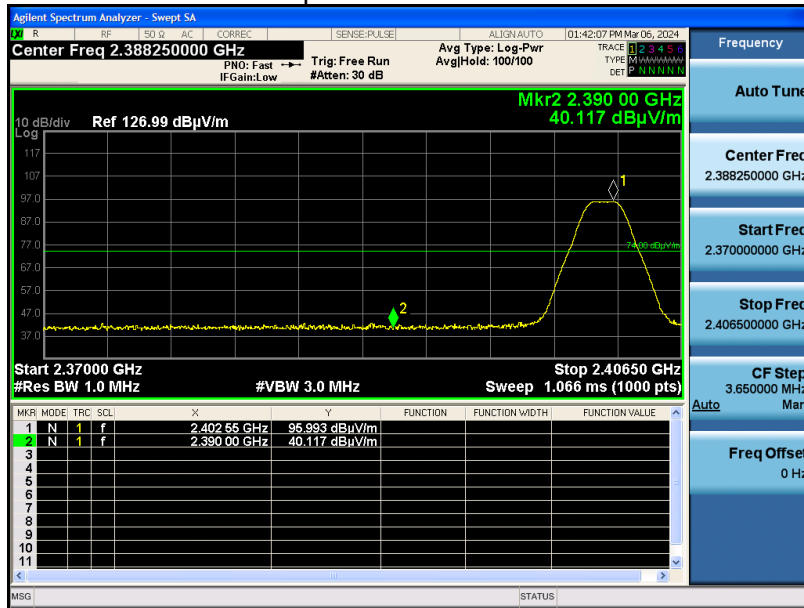 Agilent Spectrum Analyzer - Swept SA
LXI R RF 50 Ω AC CORREC SENSE:PULSE ALIGN AUTO 01:42:07 PM Mar 06, 2024
Center Freq 2.388250000 GHz
PNO: Fast
IFGain:Low
Trig: Free Run
#Atten: 30 dB
Avg Type: Log-Pwr
Avg|Hold: 100/100
TRACE 1 2 3 4 5 6
TYPE M W W W W W
DET P N N N N N
Mkr2 2.390 00 GHz
40.117 dBµV/m
10 dB/div Ref 126.99 dBµV/m
Log
117
107
97.0
87.0
77.0
67.0
57.0
47.0
37.0
1
2
74.00 dBµV/m
Start 2.37000 GHz Stop 2.40650 GHz
#Res BW 1.0 MHz #VBW 3.0 MHz Sweep 1.066 ms (1000 pts)
MKR MODE TRC SCL X Y FUNCTION FUNCTION WIDTH FUNCTION VALUE
1 N 1 f 2.402 55 GHz 95.993 dBµV/m
2 N 1 f 2.390 00 GHz 40.117 dBµV/m
3
4
5
6
7
8
9
10
11
MSG STATUS
Frequency
Auto Tune
Center Freq
2.388250000 GHz
Start Freq
2.370000000 GHz
Stop Freq
2.406500000 GHz
CF Step
3.650000 MHz
Auto Man
Freq Offset
0 Hz